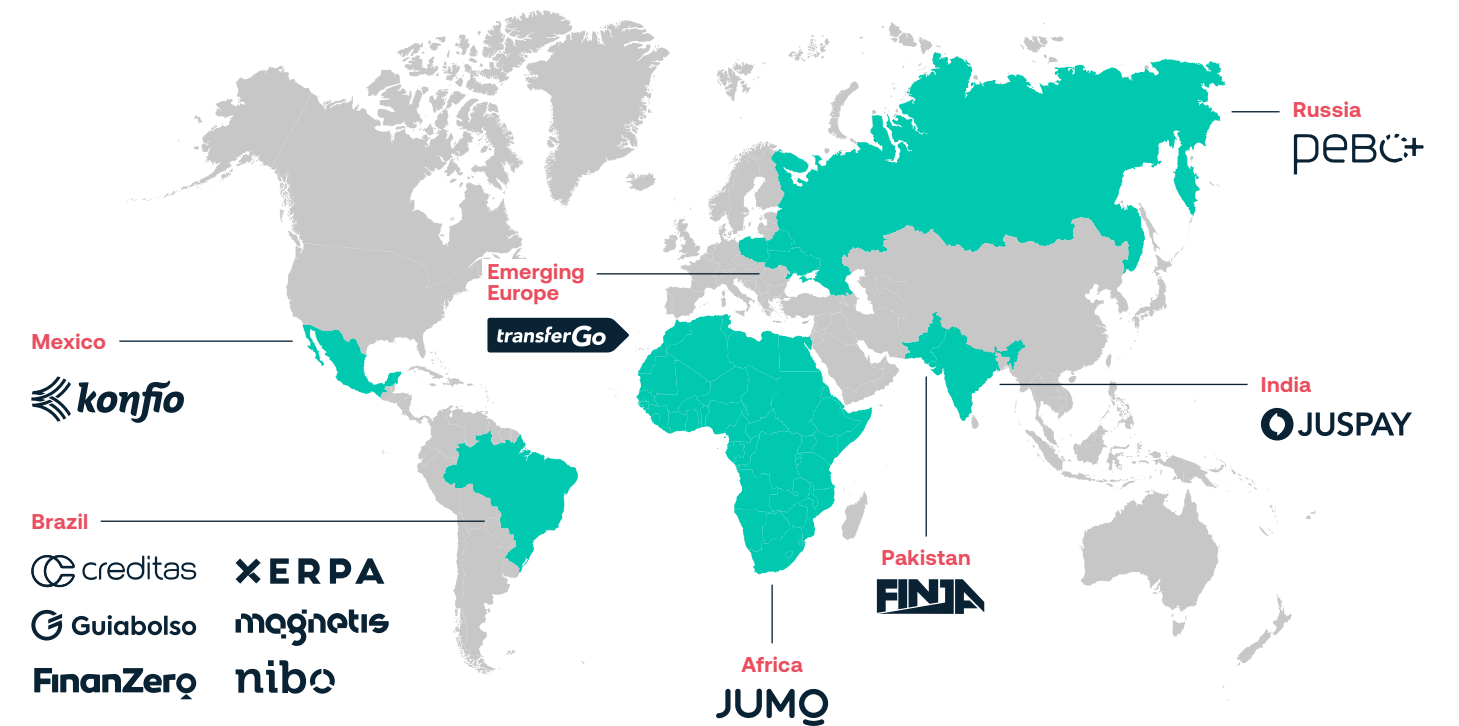 Russia
рево+
Emerging
Europe
transferGo
Mexico
konfio
India
JUSPAY
Brazil
creditas
XERPA
Guiabolso
magnetis
FinanZero
nibo
Pakistan
FINJA
Africa
JUMO